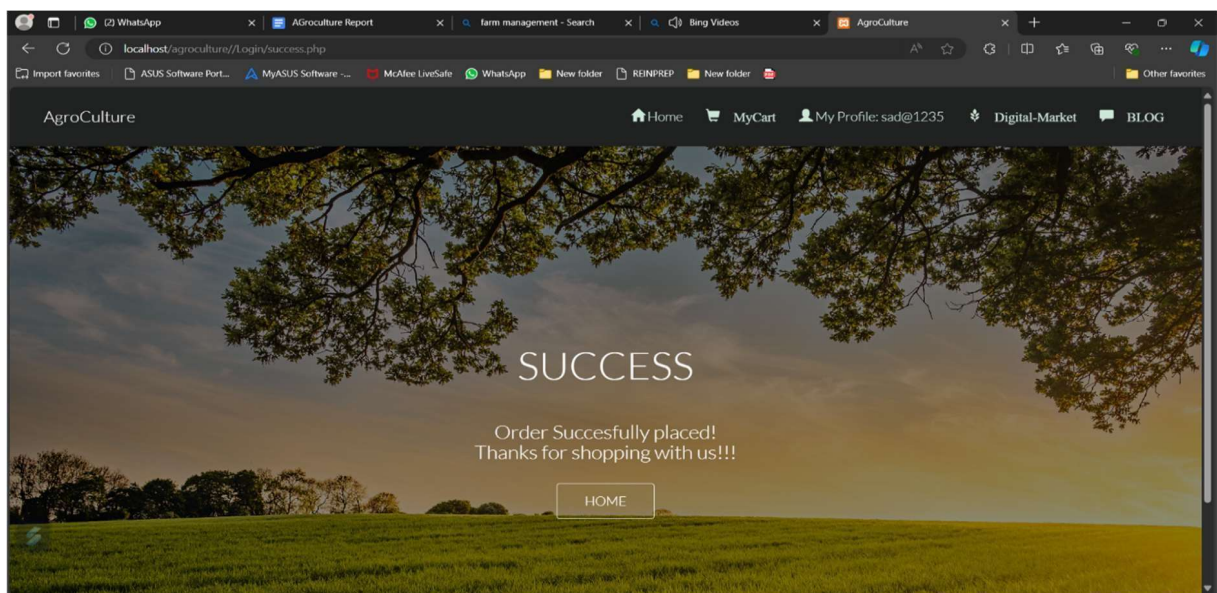 (2) WhatsApp
AGroculture Report
farm management - Search
Bing Videos
AgroCulture
localhost/agroculture//Login/success.php
Import favorites
ASUS Software Port...
MyASUS Software -...
McAfee LiveSafe
WhatsApp
New folder
REINPREP
New folder
Other favorites
AgroCulture
Home
MyCart
My Profile: sad@1235
Digital-Market
BLOG
SUCCESS
Order Succesfully placed!
Thanks for shopping with us!!!
HOME